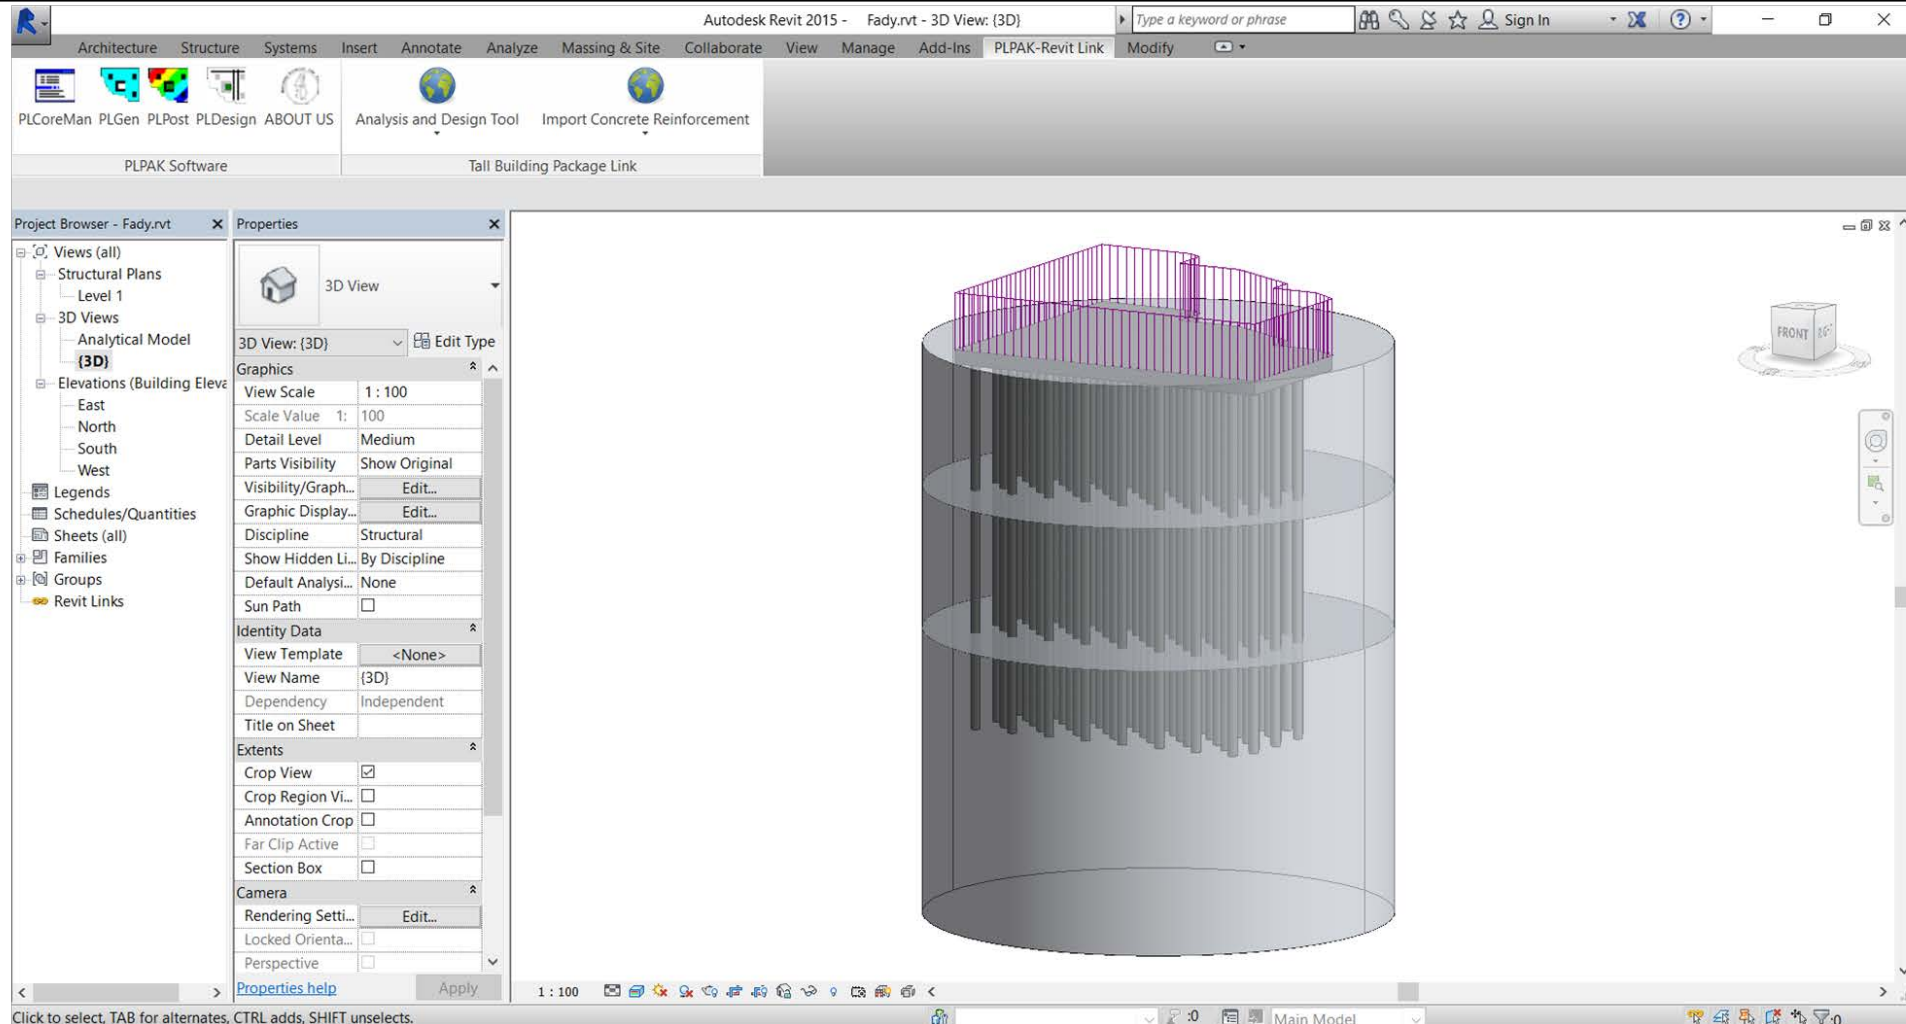 Autodesk Revit 2015 - Fady.rvt - 3D View: {3D}
Type a keyword or phrase
Sign In
Architecture Structure Systems Insert Annotate Analyze Massing & Site Collaborate View Manage Add-Ins PLPAK-Revit Link Modify
PLCoreMan PLGen PLPost PLDesign ABOUT US Analysis and Design Tool Import Concrete Reinforcement
PLPAK Software Tall Building Package Link
Project Browser - Fady.rvt
Views (all)
Structural Plans
Level 1
3D Views
Analytical Model
{3D}
Elevations (Building Eleva
East
North
South
West
Legends
Schedules/Quantities
Sheets (all)
Families
Groups
Revit Links
Properties
3D View
3D View: {3D} Edit Type
Graphics
View Scale 1 : 100
Scale Value 1: 100
Detail Level Medium
Parts Visibility Show Original
Visibility/Graph... Edit...
Graphic Display... Edit...
Discipline Structural
Show Hidden Li... By Discipline
Default Analysi... None
Sun Path
Identity Data
View Template <None>
View Name {3D}
Dependency Independent
Title on Sheet
Extents
Crop View
Crop Region Vi...
Annotation Crop
Far Clip Active
Section Box
Camera
Rendering Setti... Edit...
Locked Orienta...
Perspective
Properties help Apply
FRONT
1 : 100
Click to select, TAB for alternates, CTRL adds, SHIFT unselects.
:0
Main Model
:0